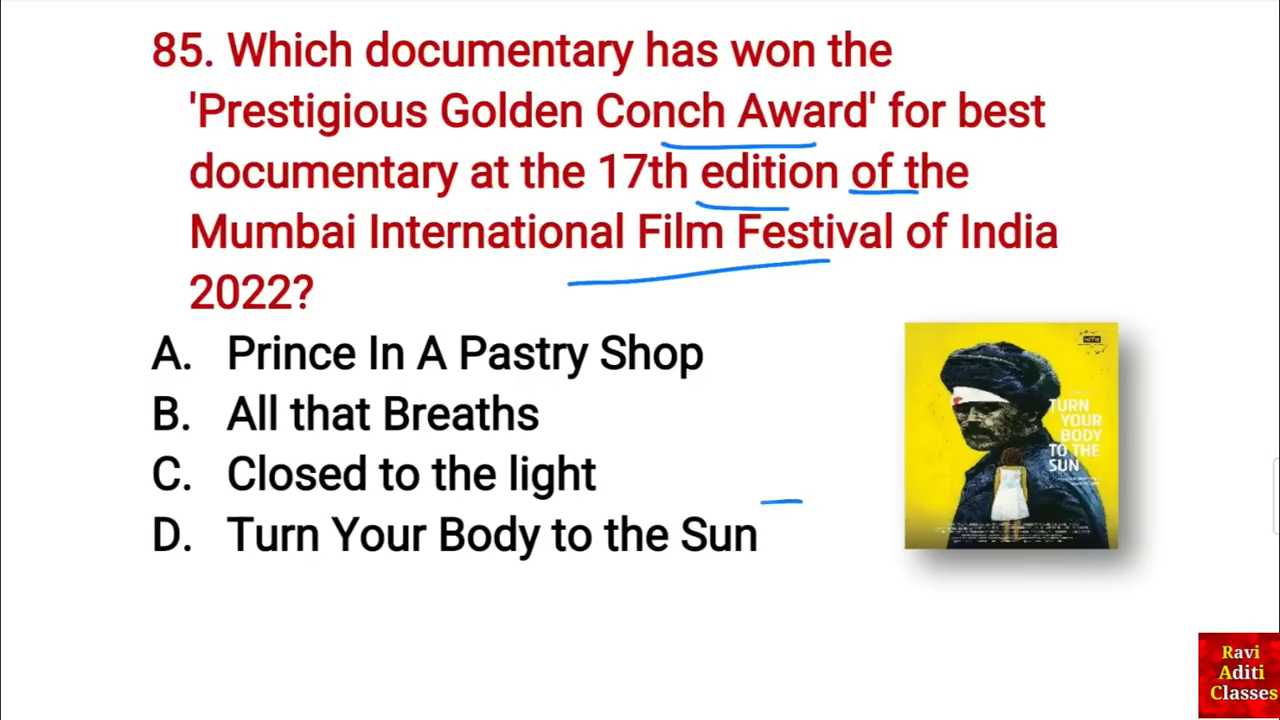 85. Which documentary has won the
'Prestigious Golden Conch Award' for best
documentary at the 17th edition of the
Mumbai International Film Festival of India
2022?
A. Prince In A Pastry Shop
B. All that Breaths
C. Closed to the light
D. Turn Your Body to the Sun
TURN
YOUR
BODY
TO THE
SUN
Ravi
Aditi
Classes